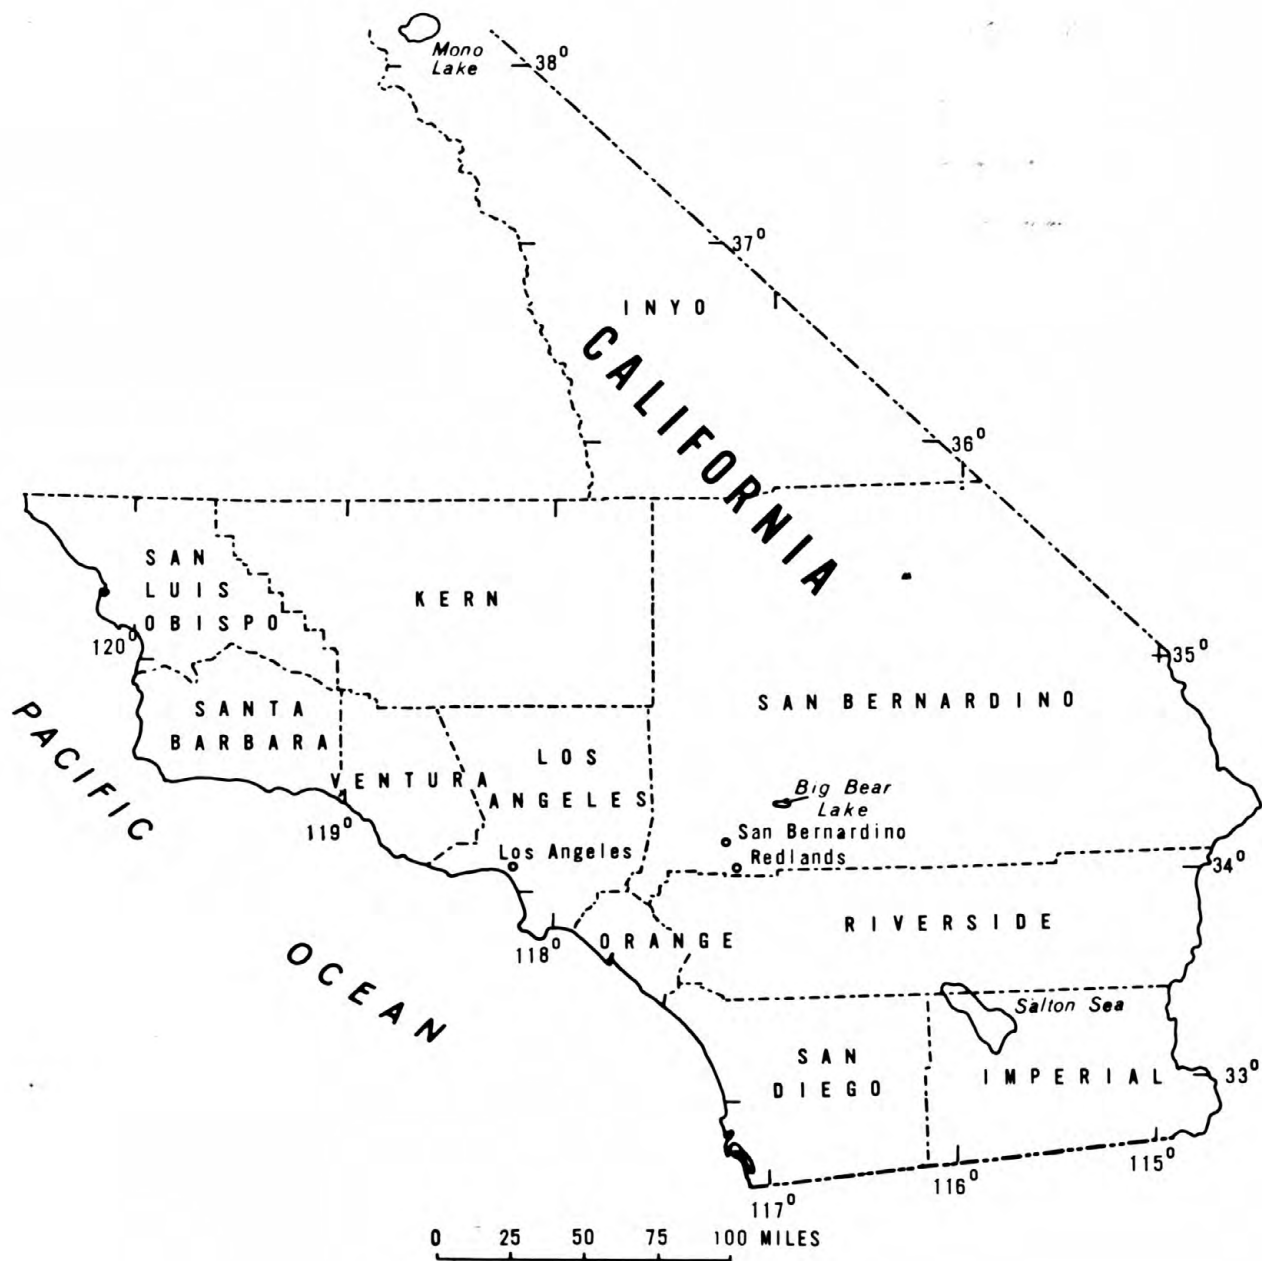 Mono
Lake
38°
37°
INYO
CALIFORNIA
36°
SAN
LUIS
OBISPO
KERN
120°
35°
SANTA
BARBARA
SAN BERNARDINO
PACIFIC
VENTURA
LOS
ANGELES
Big Bear
Lake
119°
San Bernardino
Los Angeles
Redlands
34°
RIVERSIDE
ORANGE
118°
OCEAN
Salton Sea
SAN
DIEGO
IMPERIAL
33°
115°
116°
117°
0 25 50 75 100 MILES